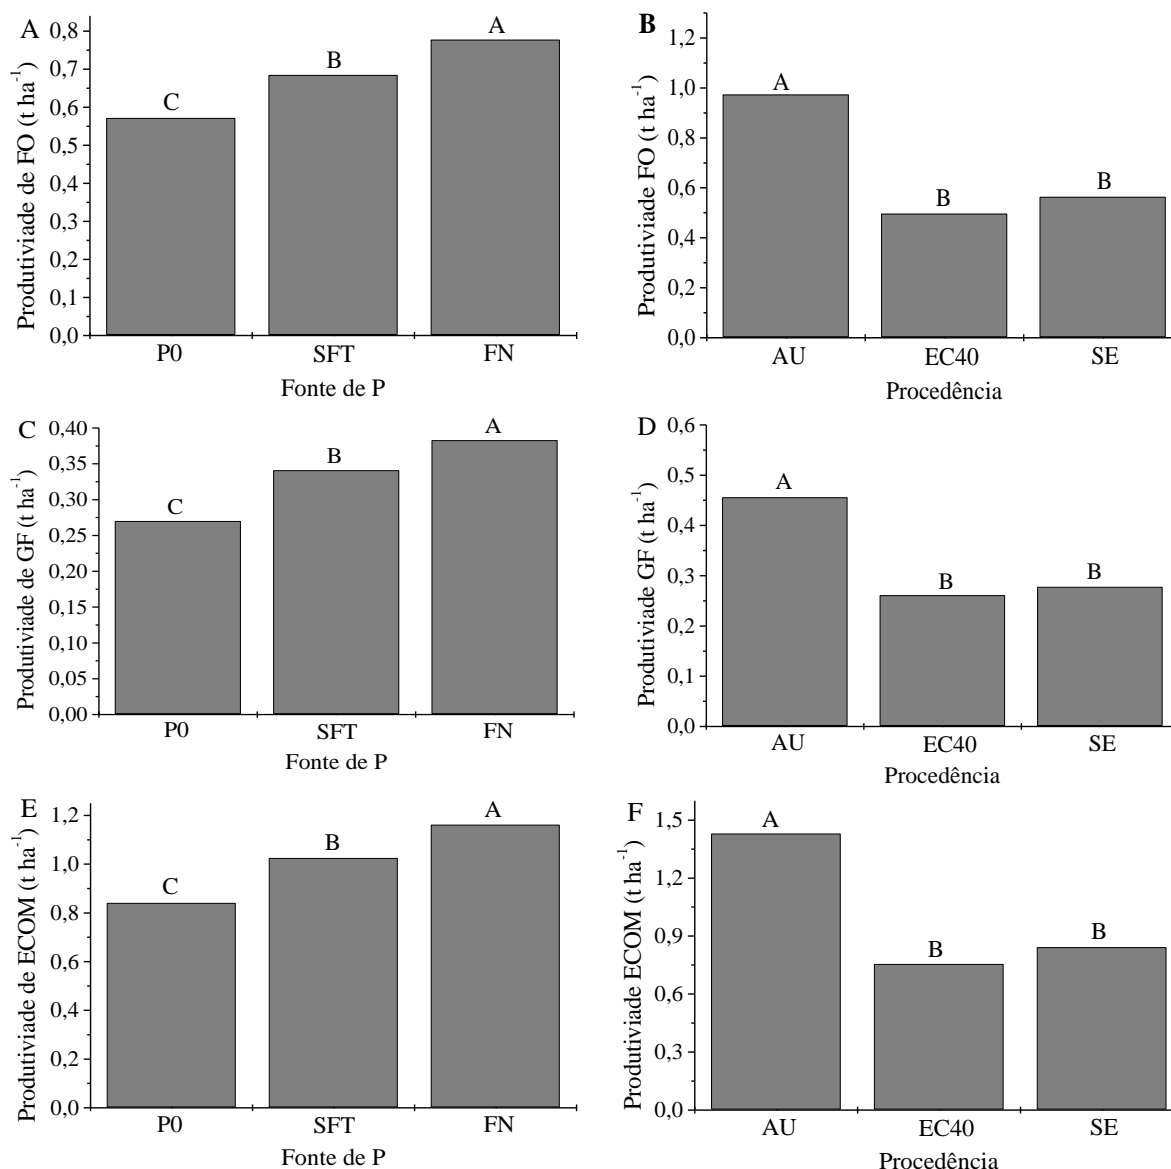 A
Produtiviade de FO (t ha-1)
0,8
0,7
0,6
0,5
0,4
0,3
0,2
0,1
0,0
C
B
A
P0 SFT FN
Fonte de P
B
Produtiviade FO (t ha-1)
1,2
1,0
0,8
0,6
0,4
0,2
0,0
A
B
B
AU EC40 SE
Procedência
C
Produtiviade de GF (t ha-1)
0,40
0,35
0,30
0,25
0,20
0,15
0,10
0,05
0,00
C
B
A
P0 SFT FN
Fonte de P
D
Produtiviade GF (t ha-1)
0,6
0,5
0,4
0,3
0,2
0,1
0,0
A
B
B
AU EC40 SE
Procedência
E
Produtiviade de ECOM (t ha-1)
1,2
1,0
0,8
0,6
0,4
0,2
0,0
C
B
A
P0 SFT FN
Fonte de P
F
Produtiviade ECOM (t ha-1)
1,5
1,2
0,9
0,6
0,3
0,0
A
B
B
AU EC40 SE
Procedência